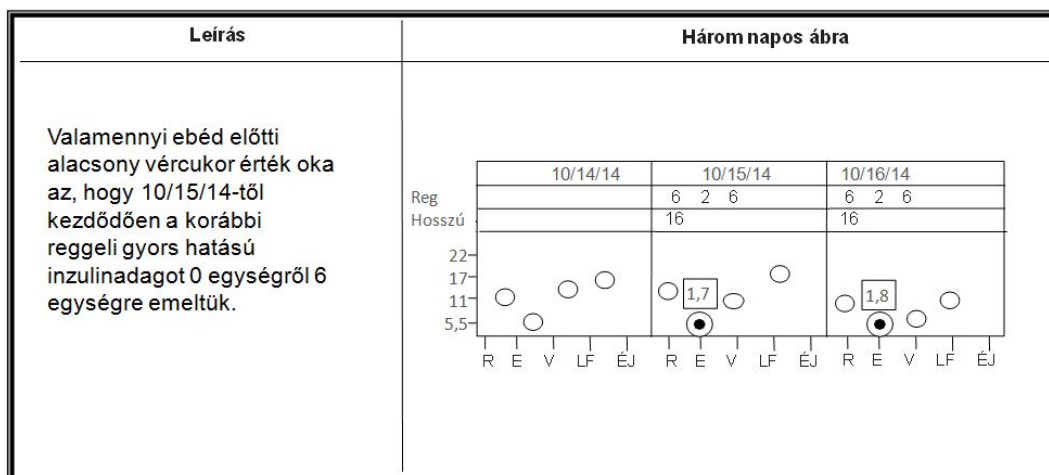 Leírás
Három napos ábra
Valamennyi ebéd előtti
alacsony vércukor érték oka
az, hogy 10/15/14-től
kezdődően a korábbi
reggeli gyors hatású
inzulinadagot 0 egységről 6
egységre emeltük.
10/14/14 10/15/14 10/16/14
Reg 6 2 6 6 2 6
Hosszú 16 16
22
17
11
5,5
1,7 1,8
R E V LF ÉJ R E V LF ÉJ R E V LF ÉJ